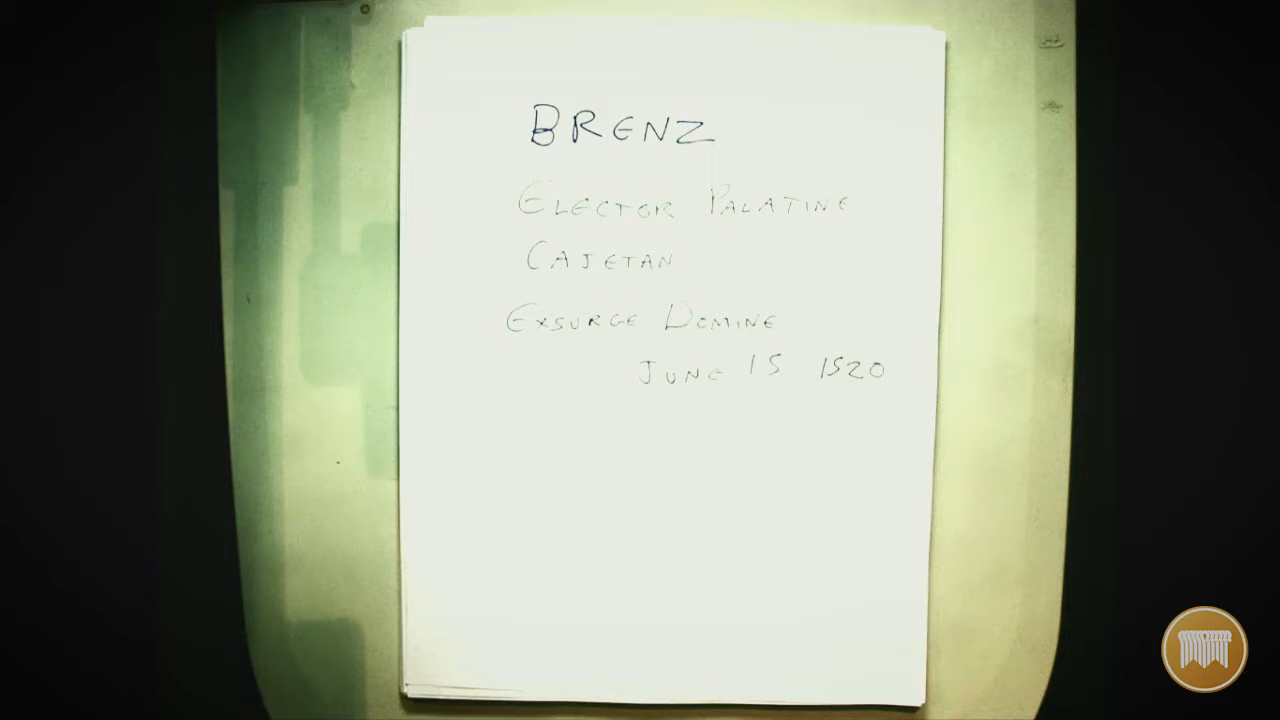 BRENZ
ELECTOR PALATINE
CAJETAN
EXSURGE DOMINE
JUNE 15 1520